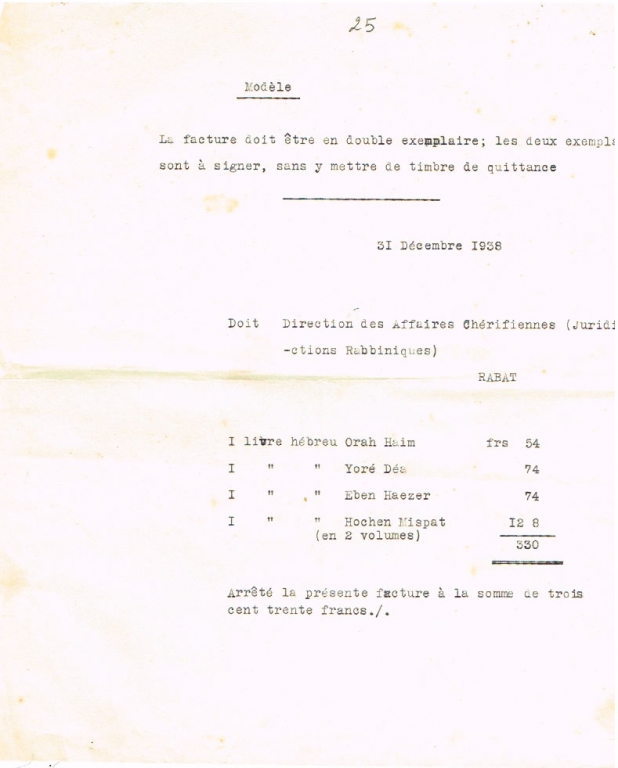 25
Modèle
La facture doit être en double exemplaire; les deux exempla
sont à signer, sans y mettre de timbre de quittance
3I Décembre I938
Doit Direction des Affaires Chérifiennes (Juridi
-ctions Rabbiniques)
RABAT
I livre hébreu Orah Haim frs 54
I " " Yoré Déa 74
I " " Eben Haezer 74
I " " Hochen Mispat I2 8
(en 2 volumes)
330
Arrêté la présente facture à la somme de trois
cent trente francs./.